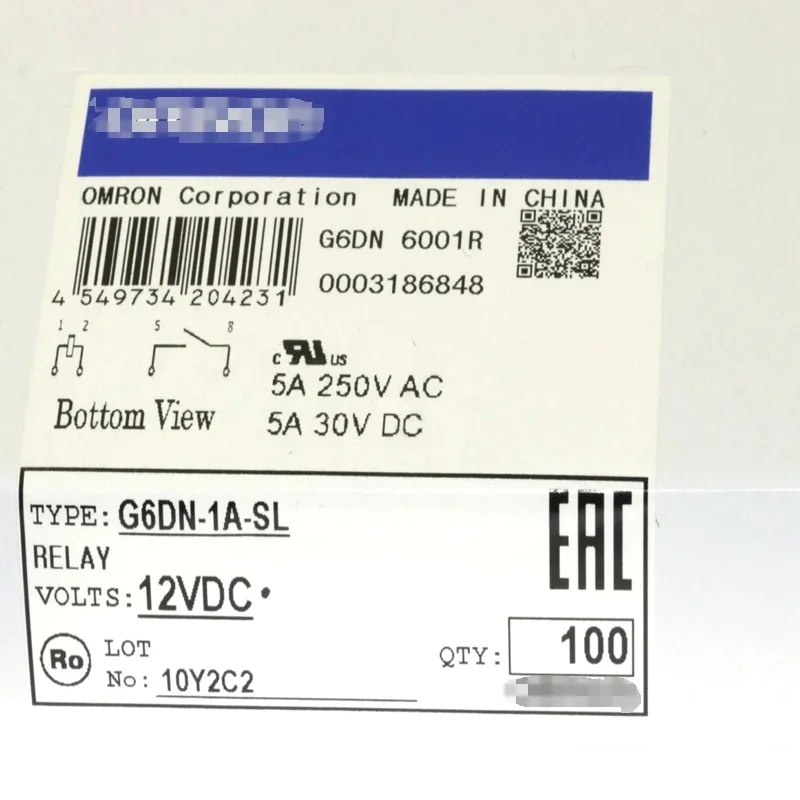 OMRON Corporation MADE IN CHINA
G6DN 6001R
0003186848
4 549734 204231
1 2 5 8
c RU us
5A 250V AC
5A 30V DC
Bottom View
TYPE: G6DN-1A-SL
EAC
RELAY
VOLTS: 12VDC
Ro
LOT
No: 10Y2C2
QTY: 100